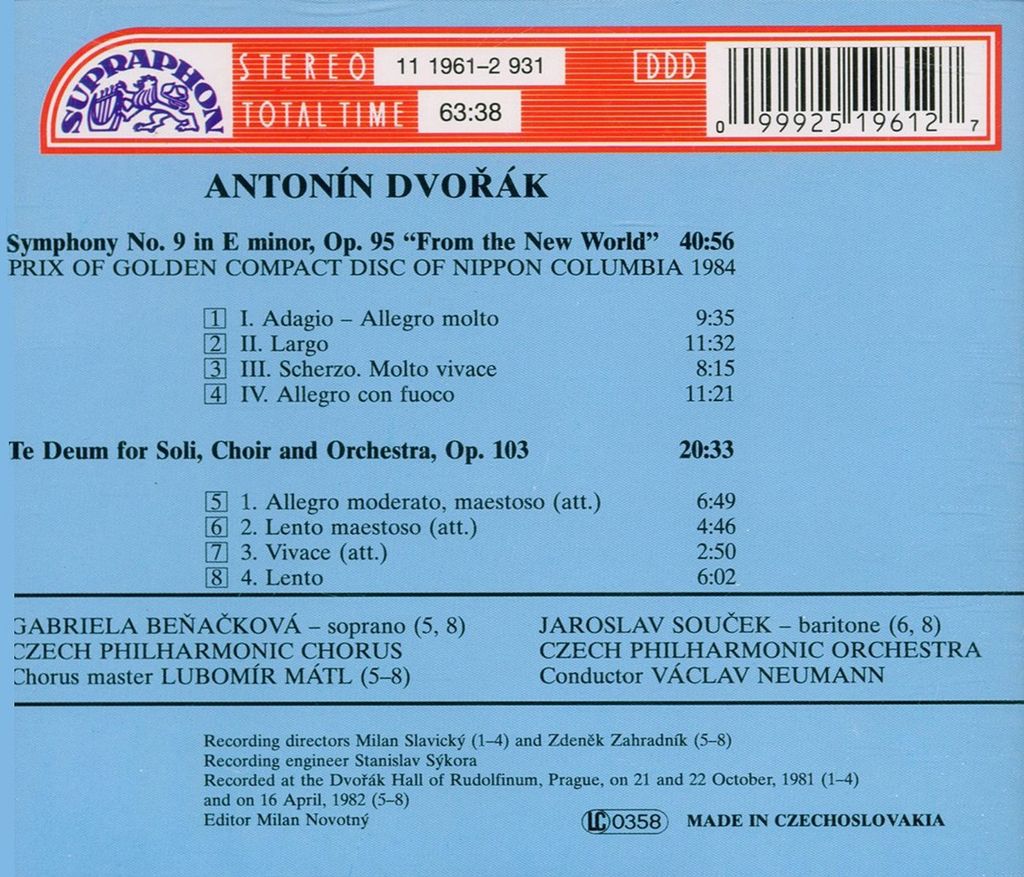 SUPRAPHON
STEREO 11 1961–2 931 DDD
TOTAL TIME 63:38
0 99925 19612 7
ANTONÍN DVOŘÁK
Symphony No. 9 in E minor, Op. 95 “From the New World” 40:56
PRIX OF GOLDEN COMPACT DISC OF NIPPON COLUMBIA 1984
1 I. Adagio – Allegro molto 9:35
2 II. Largo 11:32
3 III. Scherzo. Molto vivace 8:15
4 IV. Allegro con fuoco 11:21
Te Deum for Soli, Choir and Orchestra, Op. 103 20:33
5 1. Allegro moderato, maestoso (att.) 6:49
6 2. Lento maestoso (att.) 4:46
7 3. Vivace (att.) 2:50
8 4. Lento 6:02
GABRIELA BEŇAČKOVÁ – soprano (5, 8) JAROSLAV SOUČEK – baritone (6, 8)
CZECH PHILHARMONIC CHORUS CZECH PHILHARMONIC ORCHESTRA
Chorus master LUBOMÍR MÁTL (5–8) Conductor VÁCLAV NEUMANN
Recording directors Milan Slavický (1–4) and Zdeněk Zahradník (5–8)
Recording engineer Stanislav Sýkora
Recorded at the Dvořák Hall of Rudolfinum, Prague, on 21 and 22 October, 1981 (1–4)
and on 16 April, 1982 (5–8)
Editor Milan Novotný LC 0358 MADE IN CZECHOSLOVAKIA